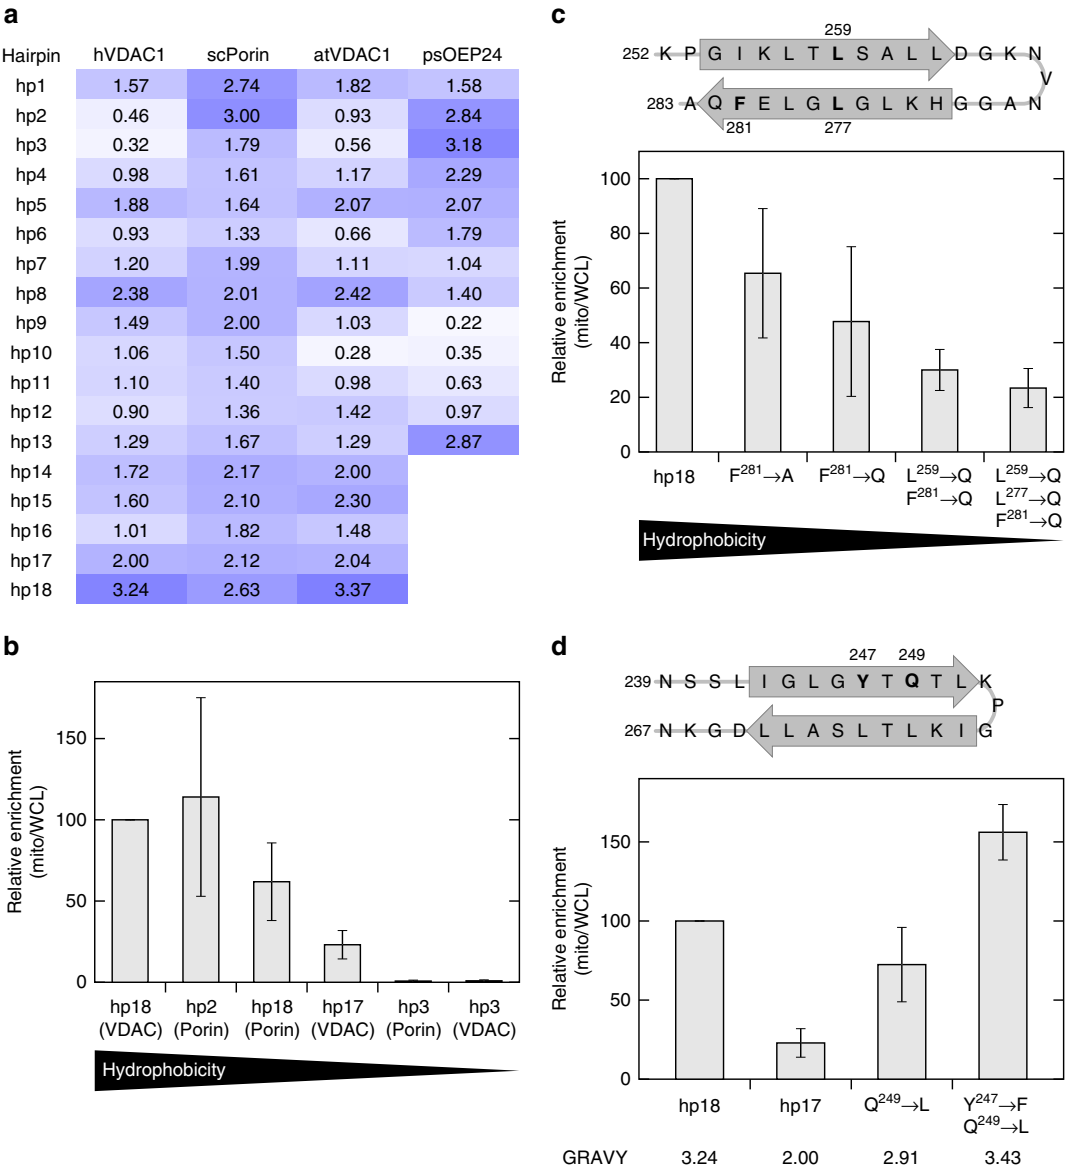 a
Hairpin hVDAC1 scPorin atVDAC1 psOEP24
hp1 1.57 2.74 1.82 1.58
hp2 0.46 3.00 0.93 2.84
hp3 0.32 1.79 0.56 3.18
hp4 0.98 1.61 1.17 2.29
hp5 1.88 1.64 2.07 2.07
hp6 0.93 1.33 0.66 1.79
hp7 1.20 1.99 1.11 1.04
hp8 2.38 2.01 2.42 1.40
hp9 1.49 2.00 1.03 0.22
hp10 1.06 1.50 0.28 0.35
hp11 1.10 1.40 0.98 0.63
hp12 0.90 1.36 1.42 0.97
hp13 1.29 1.67 1.29 2.87
hp14 1.72 2.17 2.00
hp15 1.60 2.10 2.30
hp16 1.01 1.82 1.48
hp17 2.00 2.12 2.04
hp18 3.24 2.63 3.37
b
Relative enrichment
(mito/WCL)
150
100
50
0
hp18 hp2 hp18 hp17 hp3 hp3
(VDAC) (Porin) (Porin) (VDAC) (Porin) (VDAC)
Hydrophobicity
c
259
252 K P G I K L T L S A L L D G K N
V
283 A Q F E L G L G L K H G G A N
281 277
Relative enrichment
(mito/WCL)
100
80
60
40
20
0
hp18 F281→A F281→Q L259→Q L259→Q
F281→Q L277→Q
F281→Q
Hydrophobicity
d
247 249
239 N S S L I G L G Y T Q T L K
P
267 N K G D L L A S L T L K I G
Relative enrichment
(mito/WCL)
150
100
50
0
hp18 hp17 Q249→L Y247→F
Q249→L
GRAVY 3.24 2.00 2.91 3.43